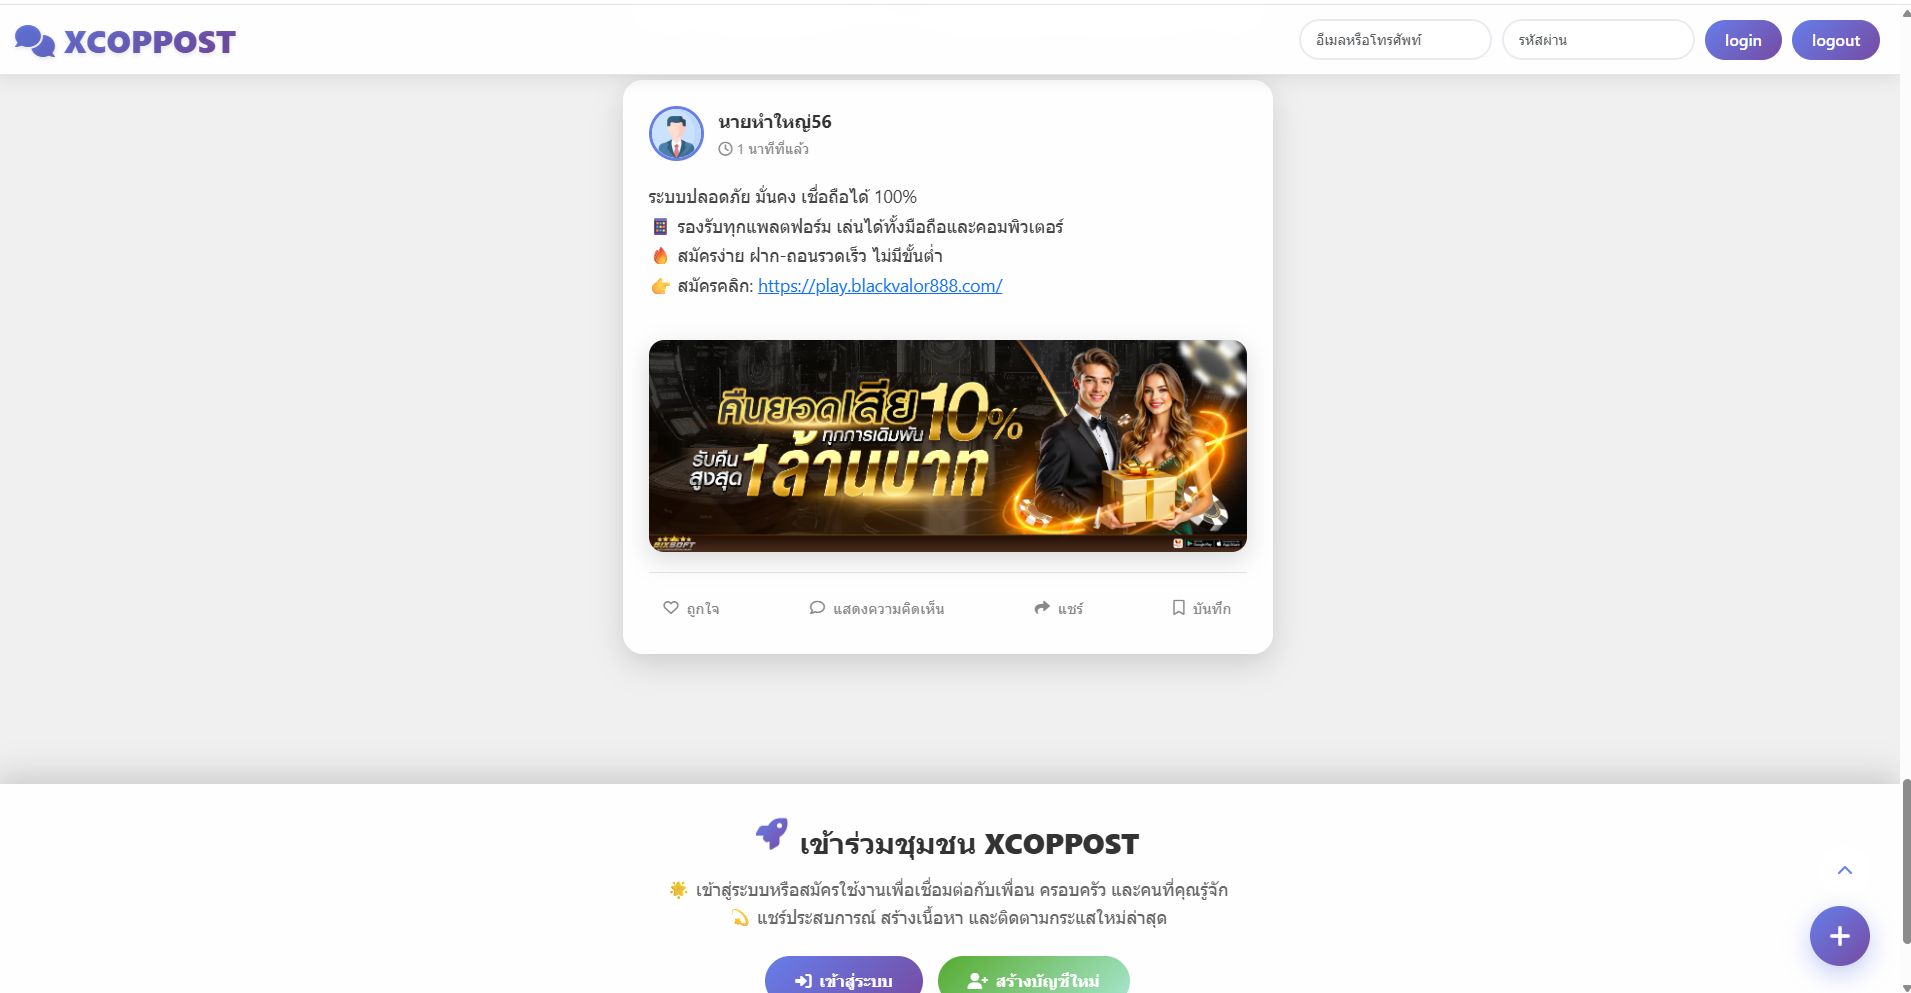 XCOPPOST
อีเมลหรือโทรศัพท์
รหัสผ่าน
login
logout
นายหำใหญ่56
1 นาทีที่แล้ว
ระบบปลอดภัย มั่นคง เชื่อถือได้ 100%
รองรับทุกแพลตฟอร์ม เล่นได้ทั้งมือถือและคอมพิวเตอร์
🔥 สมัครง่าย ฝาก-ถอนรวดเร็ว ไม่มีขั้นต่ำ
👉 สมัครคลิก: https://play.blackvalor888.com/
คืนยอดเสีย 10%
ทุกการเดิมพัน
รับคืนสูงสุด 1 ล้านบาท
SIXSOFT
ถูกใจ
แสดงความคิดเห็น
แชร์
บันทึก
เข้าร่วมชุมชน XCOPPOST
🌟 เข้าสู่ระบบหรือสมัครใช้งานเพื่อเชื่อมต่อกับเพื่อน ครอบครัว และคนที่คุณรู้จัก
💫 แชร์ประสบการณ์ สร้างเนื้อหา และติดตามกระแสใหม่ล่าสุด
เข้าสู่ระบบ
สร้างบัญชีใหม่